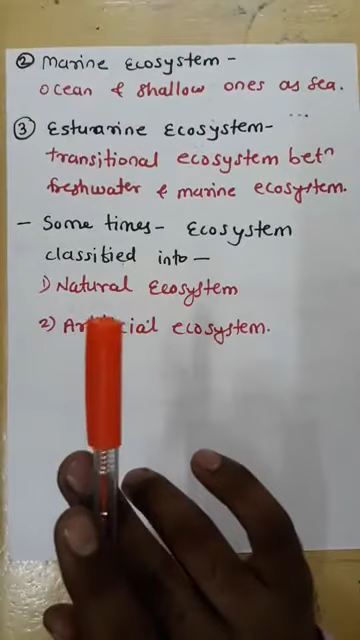 ② Marine Ecosystem -
Ocean & shallow ones as sea.
...
③ Esturarine Ecosystem-
transitional ecosystem betn
freshwater & marine ecosystem.
- Some times- Ecosystem
classified into -
1) Natural Ecosystem
2) ecosystem.